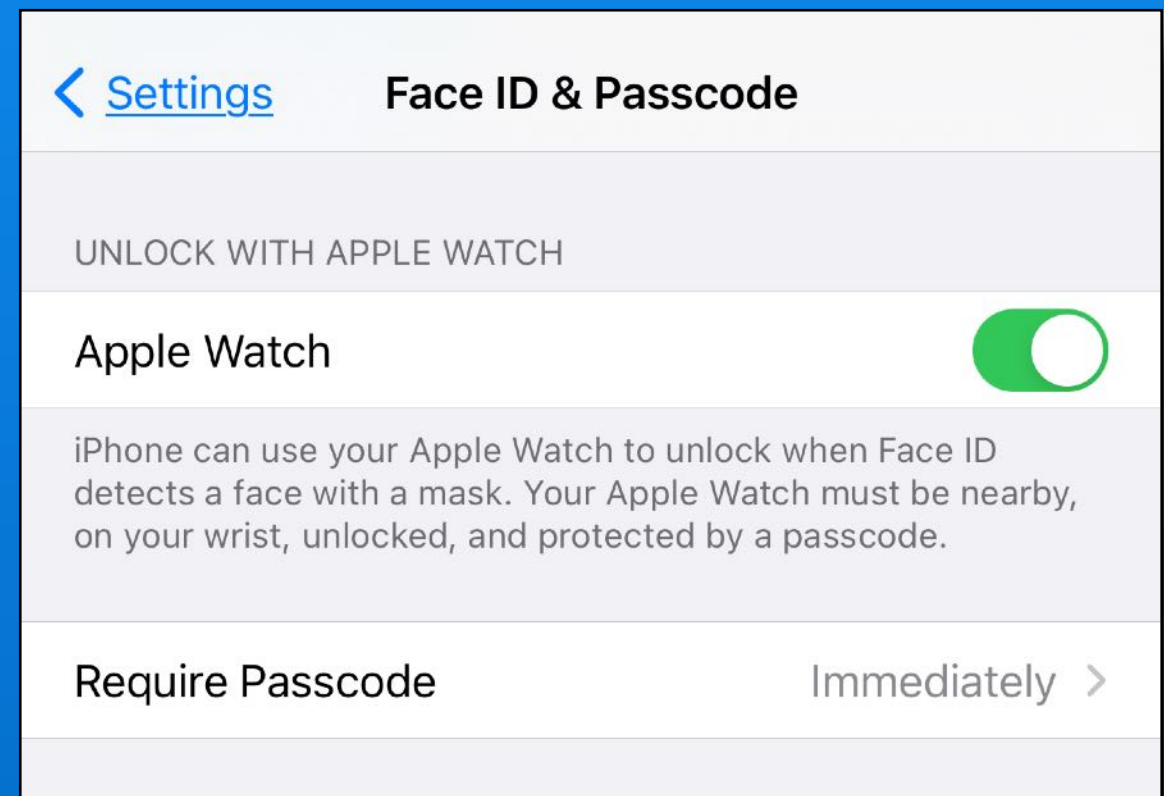 Settings Face ID & Passcode
UNLOCK WITH APPLE WATCH
Apple Watch
iPhone can use your Apple Watch to unlock when Face ID
detects a face with a mask. Your Apple Watch must be nearby,
on your wrist, unlocked, and protected by a passcode.
Require Passcode Immediately